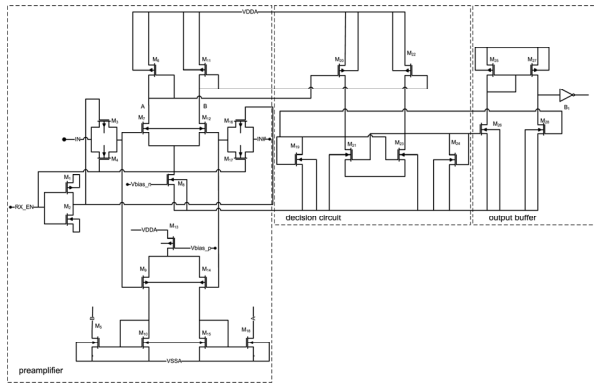 VDDA
M₈
M₁₁
M₂₀
M₂₂
M₂₅
M₂₇
B₁
A
B
M₃
M₇
M₁₂
M₁₆
IN
IN#
M₄
M₁₇
M₁₉
M₂₁
M₂₃
M₂₄
M₂₆
M₂₈
M₁
Vbias_n
M₆
RX_EN
M₂
decision circuit
output buffer
M₁₃
VDDA
Vbias_p
M₉
M₁₄
B
A
M₅
M₁₀
M₁₅
M₁₈
VSSA
preamplifier